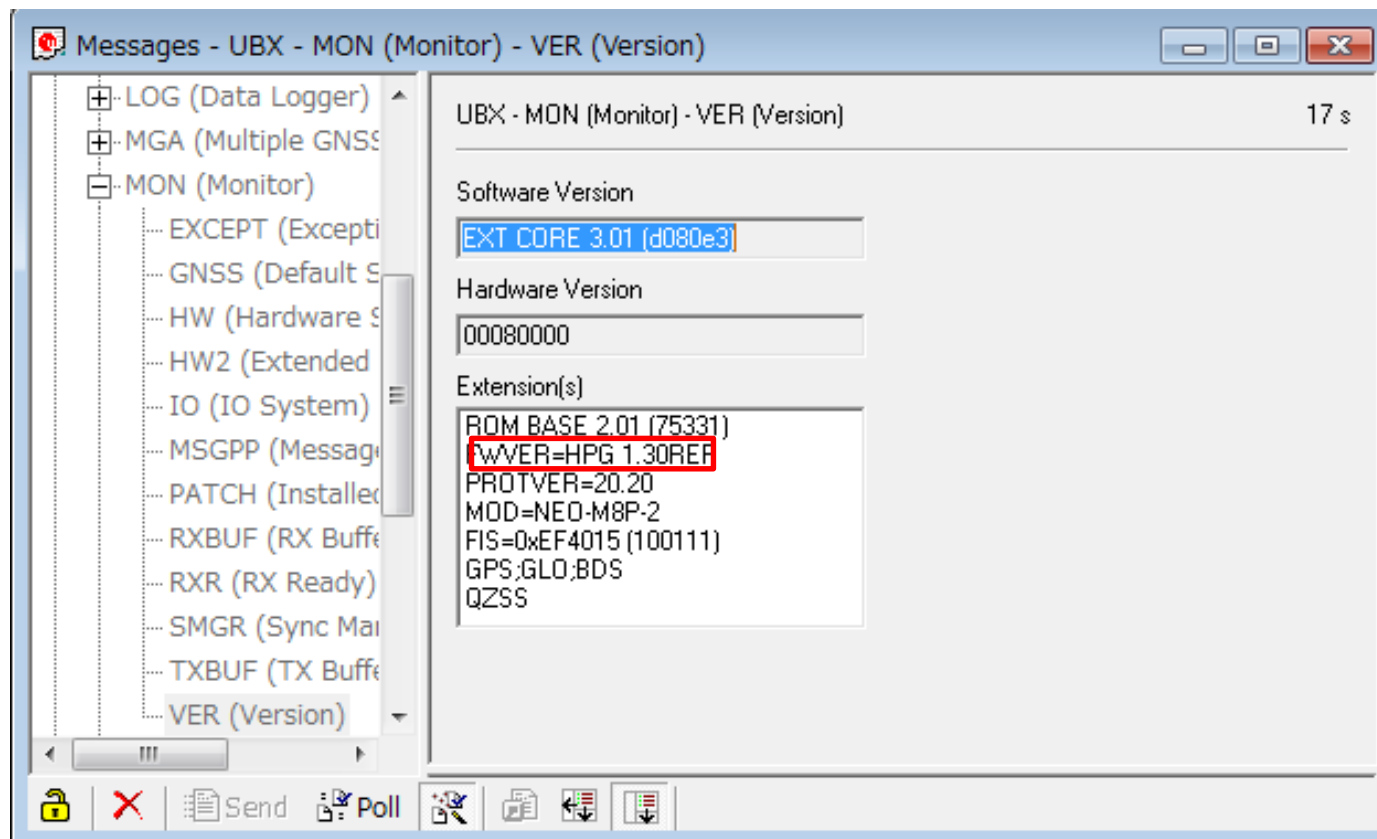 Messages - UBX - MON (Monitor) - VER (Version)
LOG (Data Logger)
MGA (Multiple GNSS
MON (Monitor)
EXCEPT (Excepti
GNSS (Default S
HW (Hardware S
HW2 (Extended
IO (IO System)
MSGPP (Message
PATCH (Installed
RXBUF (RX Buffe
RXR (RX Ready)
SMGR (Sync Mai
TXBUF (TX Buffe
VER (Version)
UBX - MON (Monitor) - VER (Version) 17 s
Software Version
EXT CORE 3.01 (d080e3)
Hardware Version
00080000
Extension(s)
ROM BASE 2.01 (75331)
FWVER=HPG 1.30REF
PROTVER=20.20
MOD=NEO-M8P-2
FIS=0xEF4015 (100111)
GPS;GLO;BDS
QZSS
Send Poll